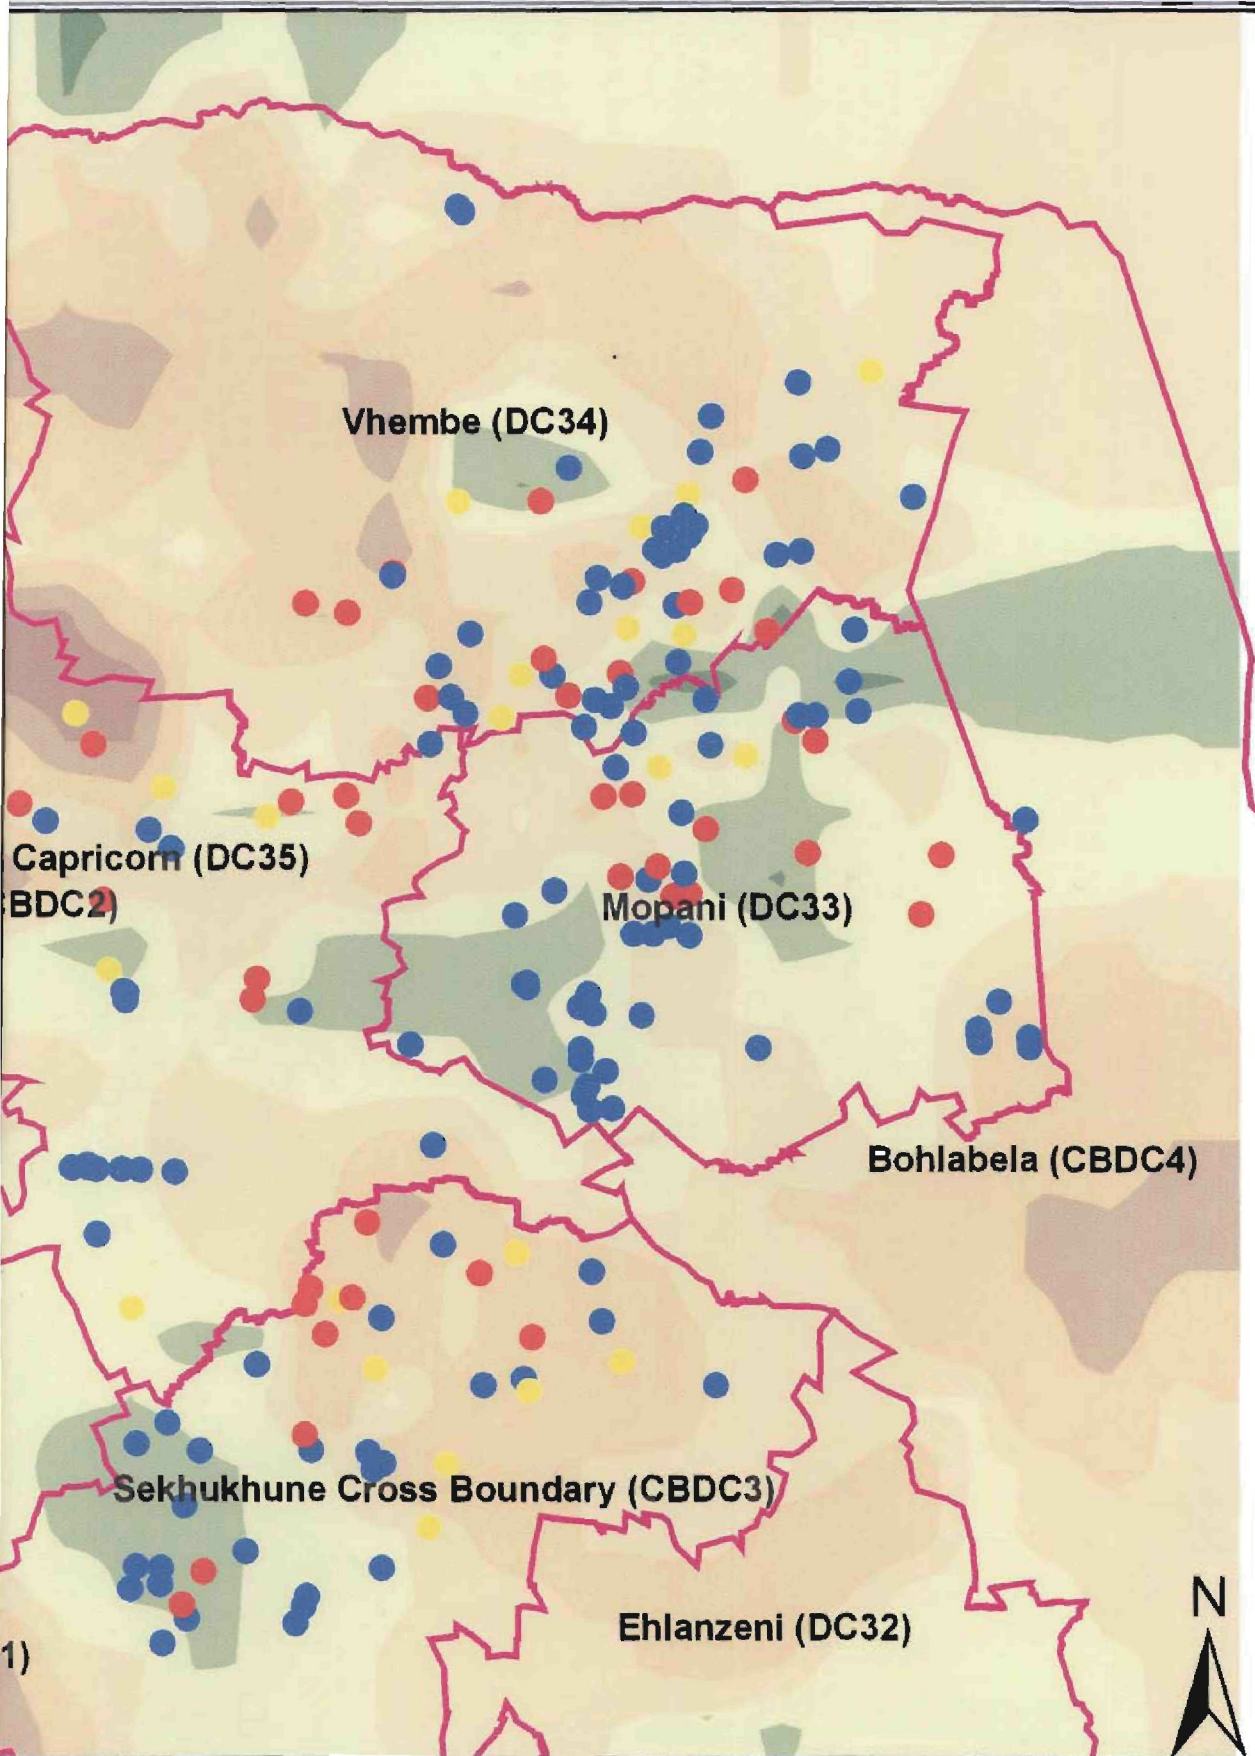 Vhembe (DC34)
Capricorn (DC35)
BDC2)
Mopani (DC33)
Bohlabela (CBDC4)
Sekhukhune Cross Boundary (CBDC3)
N
Ehlanzeni (DC32)
1)